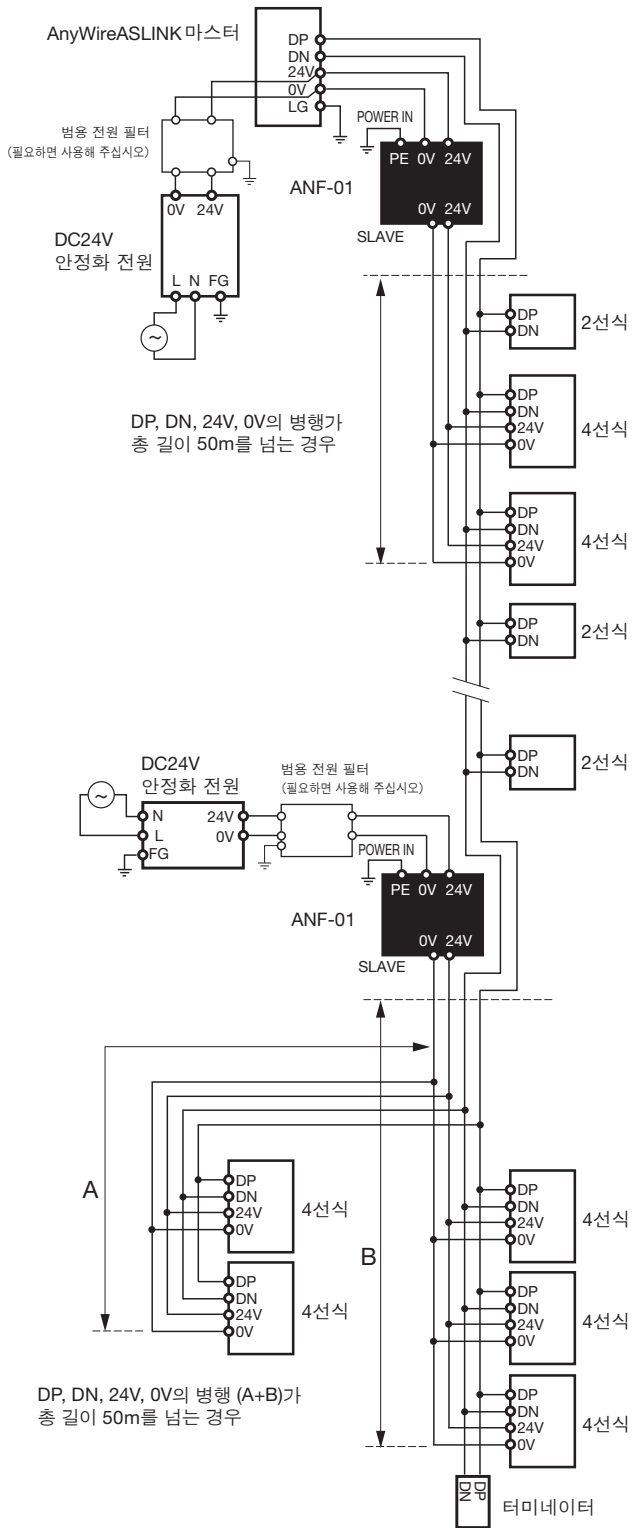 AnyWireASLINK 마스터
DP
DN
24V
0V
LG
범용 전원 필터
(필요하면 사용해 주십시오)
POWER IN
PE 0V 24V
ANF-01
0V 24V
SLAVE
0V 24V
DC24V
안정화 전원
L N FG
DP
DN
2선식
DP, DN, 24V, 0V의 병행가
총 길이 50m를 넘는 경우
DP
DN
24V
0V
4선식
DP
DN
24V
0V
4선식
DP
DN
2선식
DP
DN
2선식
DC24V
안정화 전원
범용 전원 필터
(필요하면 사용해 주십시오)
N
L
FG
24V
0V
POWER IN
PE 0V 24V
ANF-01
0V 24V
SLAVE
A
DP
DN
24V
0V
4선식
DP
DN
24V
0V
4선식
B
DP
DN
24V
0V
4선식
DP
DN
24V
0V
4선식
DP
DN
24V
0V
4선식
DP, DN, 24V, 0V의 병행 (A+B)가
총 길이 50m를 넘는 경우
DP
DN
터미네이터